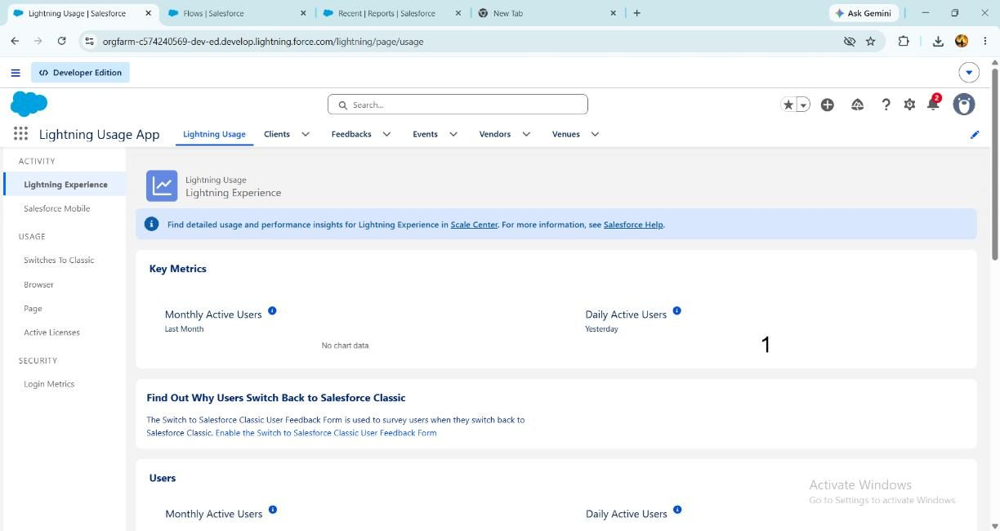 Lightning Usage | Salesforce
Flows | Salesforce
Recent | Reports | Salesforce
New Tab
Ask Gemini
orgfarm-c574240569-dev-ed.develop.lightning.force.com/lightning/page/usage
</> Developer Edition
Search...
2
Lightning Usage App
Lightning Usage
Clients
Feedbacks
Events
Vendors
Venues
ACTIVITY
Lightning Experience
Salesforce Mobile
USAGE
Switches To Classic
Browser
Page
Active Licenses
SECURITY
Login Metrics
Lightning Usage
Lightning Experience
Find detailed usage and performance insights for Lightning Experience in Scale Center. For more information, see Salesforce Help.
Key Metrics
Monthly Active Users
Last Month
No chart data.
Daily Active Users
Yesterday
1
Find Out Why Users Switch Back to Salesforce Classic
The Switch to Salesforce Classic User Feedback Form is used to survey users when they switch back to
Salesforce Classic. Enable the Switch to Salesforce Classic User Feedback Form
Users
Monthly Active Users
Daily Active Users
Activate Windows
Go to Settings to activate Windows.